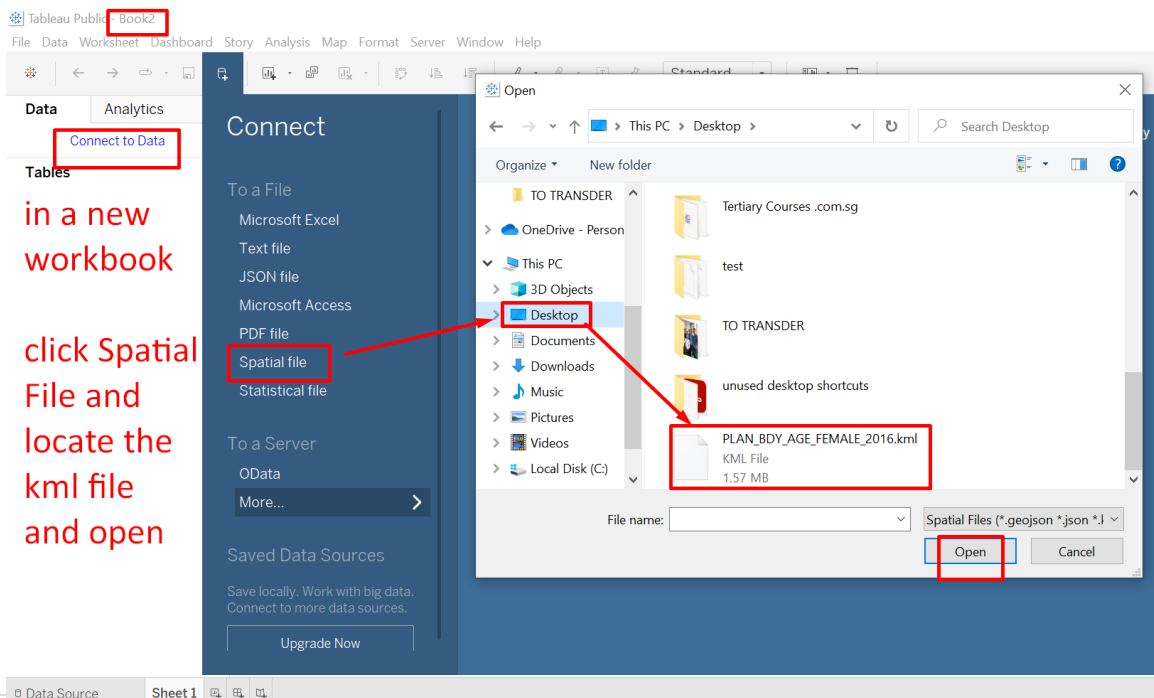 Tableau Public - Book2
File Data Worksheet Dashboard Story Analysis Map Format Server Window Help
Standard
Data
Analytics
Connect to Data
Tables
in a new
workbook
click Spatial
File and
locate the
kml file
and open
Connect
To a File
Microsoft Excel
Text file
JSON file
Microsoft Access
PDF file
Spatial file
Statistical file
To a Server
OData
More...
Saved Data Sources
Save locally. Work with big data.
Connect to more data sources.
Upgrade Now
Open
This PC > Desktop >
Search Desktop
y
Organize
New folder
TO TRANSDER
OneDrive - Person
This PC
3D Objects
Desktop
Documents
Downloads
Music
Pictures
Videos
Local Disk (C:)
Tertiary Courses .com.sg
test
TO TRANSDER
unused desktop shortcuts
PLAN_BDY_AGE_FEMALE_2016.kml
KML File
1.57 MB
File name:
Spatial Files (*.geojson *.json *.
Open
Cancel
Data Source
Sheet 1